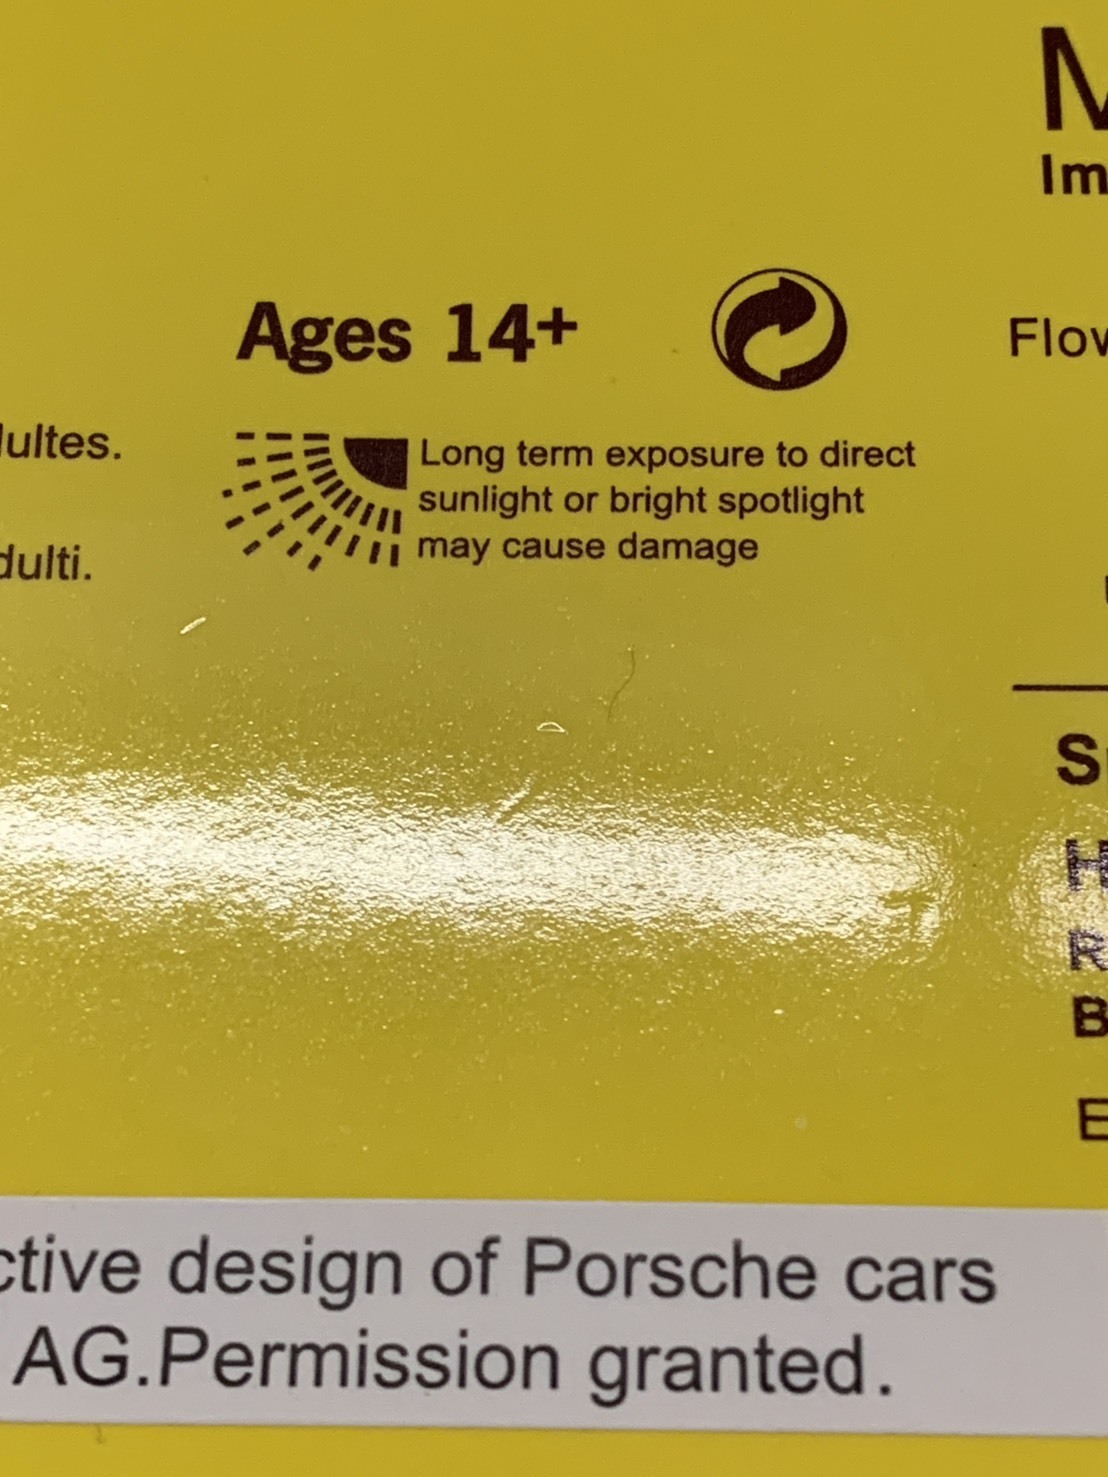 M
Im
Ages 14+
Flow
dultes.
Long term exposure to direct
sunlight or bright spotlight
dulti.
may cause damage
H
R
B
E
ctive design of Porsche cars
AG.Permission granted.